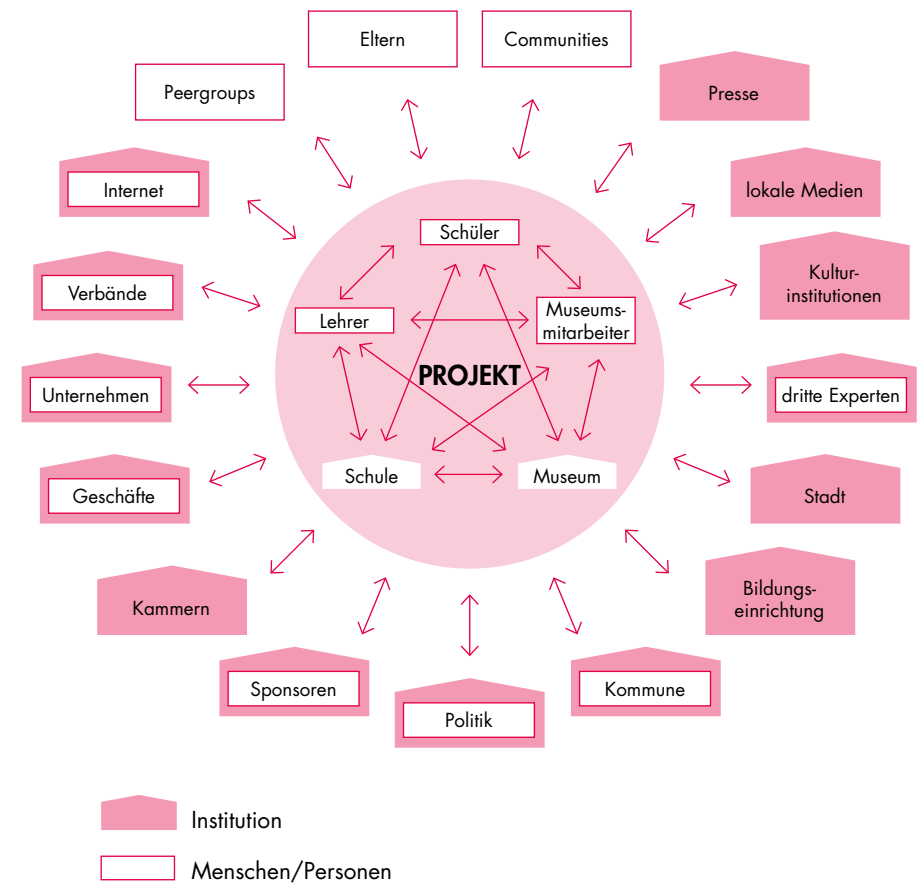 Eltern
Communities
Peergroups
Presse
Internet
lokale Medien
Schüler
Kultur-
institutionen
Verbände
Lehrer
Museums-
mitarbeiter
PROJEKT
Unternehmen
dritte Experten
Schule
Museum
Geschäfte
Stadt
Kammern
Bildungs-
einrichtung
Sponsoren
Politik
Kommune
Institution
Menschen/Personen